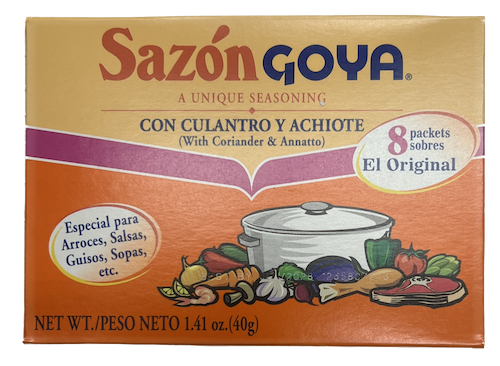 Sazón GOYA®
A UNIQUE SEASONING
CON CULANTRO Y ACHIOTE
(With Coriander & Annatto)
8 packets
sobres
El Original
Especial para
Arroces, Salsas,
Guisos, Sopas,
etc.
NET WT./PESO NETO 1.41 oz.(40g)